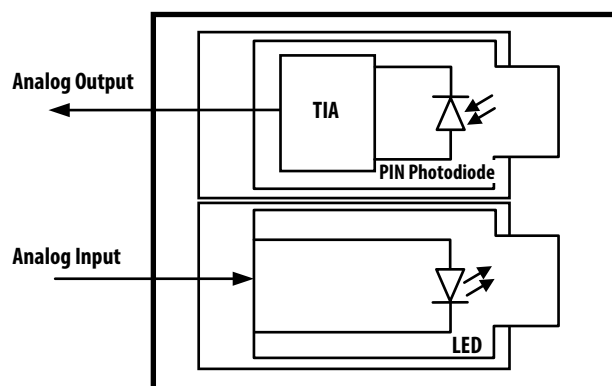 Analog Output
TIA
PIN Photodiode
Analog Input
LED